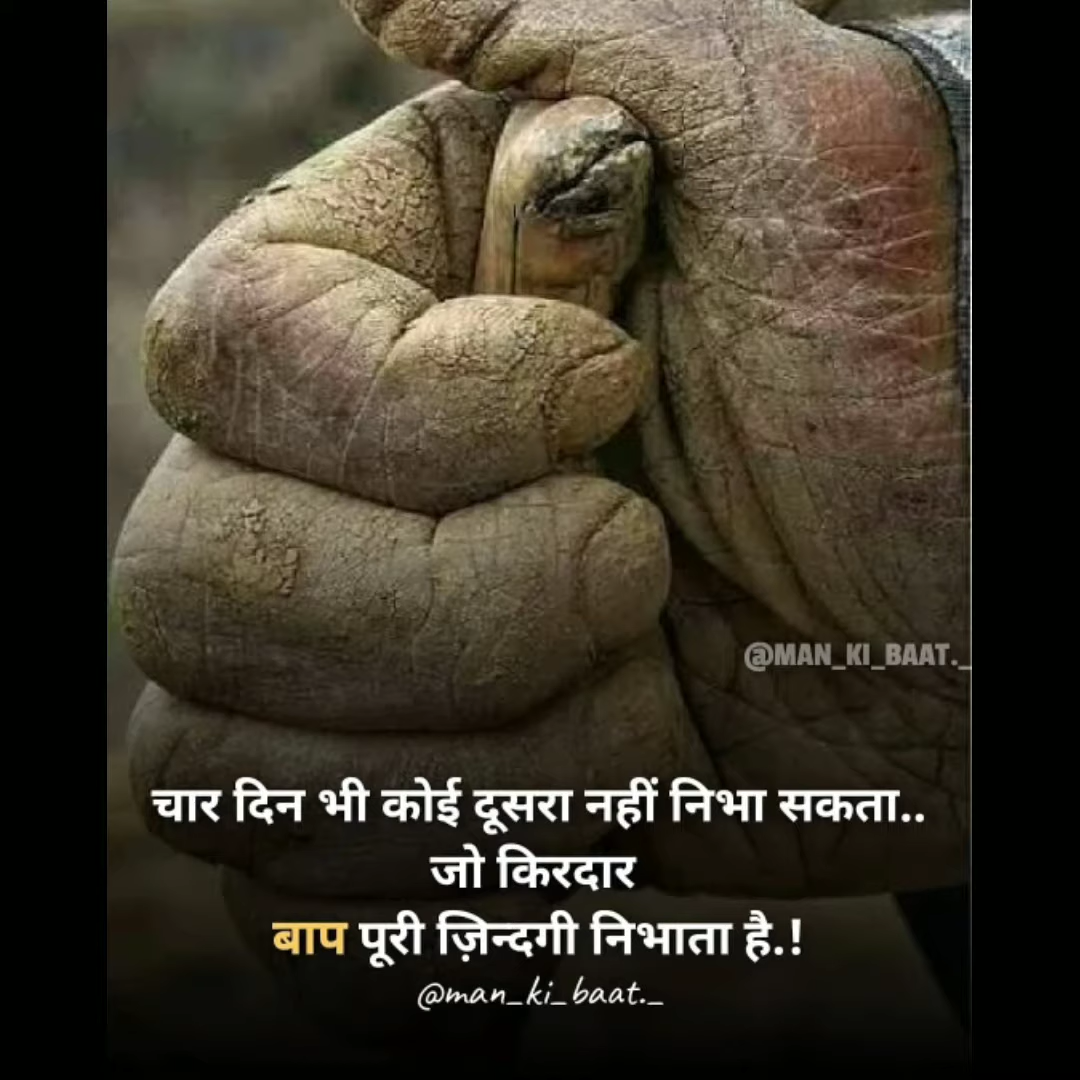 @MAN_KI_BAAT._
चार दिन भी कोई दूसरा नहीं निभा सकता..
जो किरदार
बाप पूरी ज़िन्दगी निभाता है.!
@man_ki_baat._